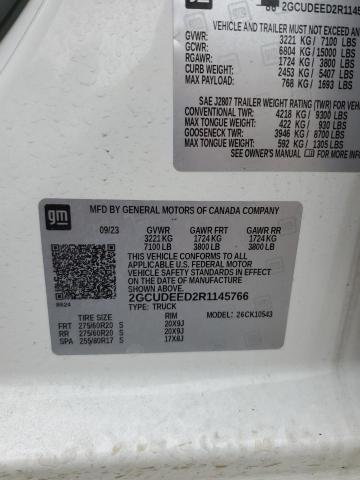 2GCUDEED2R1145
VEHICLE AND TRAILER MUST NOT EXCEED AN
GVWR: 3221 KG / 7100 LBS
GCWR: 6804 KG / 15000 LBS
RGAWR: 1724 KG / 3800 LBS
CURB WEIGHT: 2453 KG / 5407 LBS
MAX PAYLOAD: 768 KG / 1693 LBS
SAE J2807 TRAILER WEIGHT RATING (TWR) FOR VEHI
CONVENTIONAL TWR: 4218 KG / 9300 LBS
MAX TONGUE WEIGHT: 422 KG / 930 LBS
GOOSENECK TWR: 3946 KG / 8700 LBS
MAX TONGUE WEIGHT: 592 KG / 1305 LBS
SEE OWNER'S MANUAL
gm
MFD BY GENERAL MOTORS OF CANADA COMPANY
09/23 GVWR GAWR FRT GAWR RR
3221 KG 1724 KG 1724 KG
7100 LB 3800 LB 3800 LB
THIS VEHICLE CONFORMS TO ALL
APPLICABLE U.S. FEDERAL MOTOR
VEHICLE SAFETY STANDARDS IN EFFECT
ON THE DATE OF MANUFACTURE
SHOWN ABOVE.
2GCUDEED2R1145766
TYPE: TRUCK
TIRE SIZE RIM MODEL: 26CK10543
FRT 275/60R20 S 20X9J
RR 275/60R20 S 20X9J
SPA 255/80R17 S 17X8J